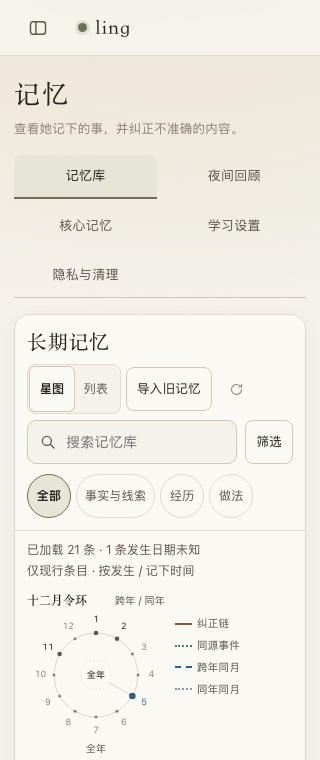 ling
记忆
查看她记下的事，并纠正不准确的内容。
记忆库 夜间回顾
核心记忆 学习设置
隐私与清理
长期记忆
星图 列表 导入旧记忆
搜索记忆库 筛选
全部 事实与线索 经历 做法
已加载 21 条 · 1 条发生日期未知
仅现行条目 · 按发生 / 记下时间
十二月令环 跨年 / 同年
1
2
3
4
5
6
7
8
9
10
11
12
全年
全年
纠正链
同源事件
跨年同月
同年同月